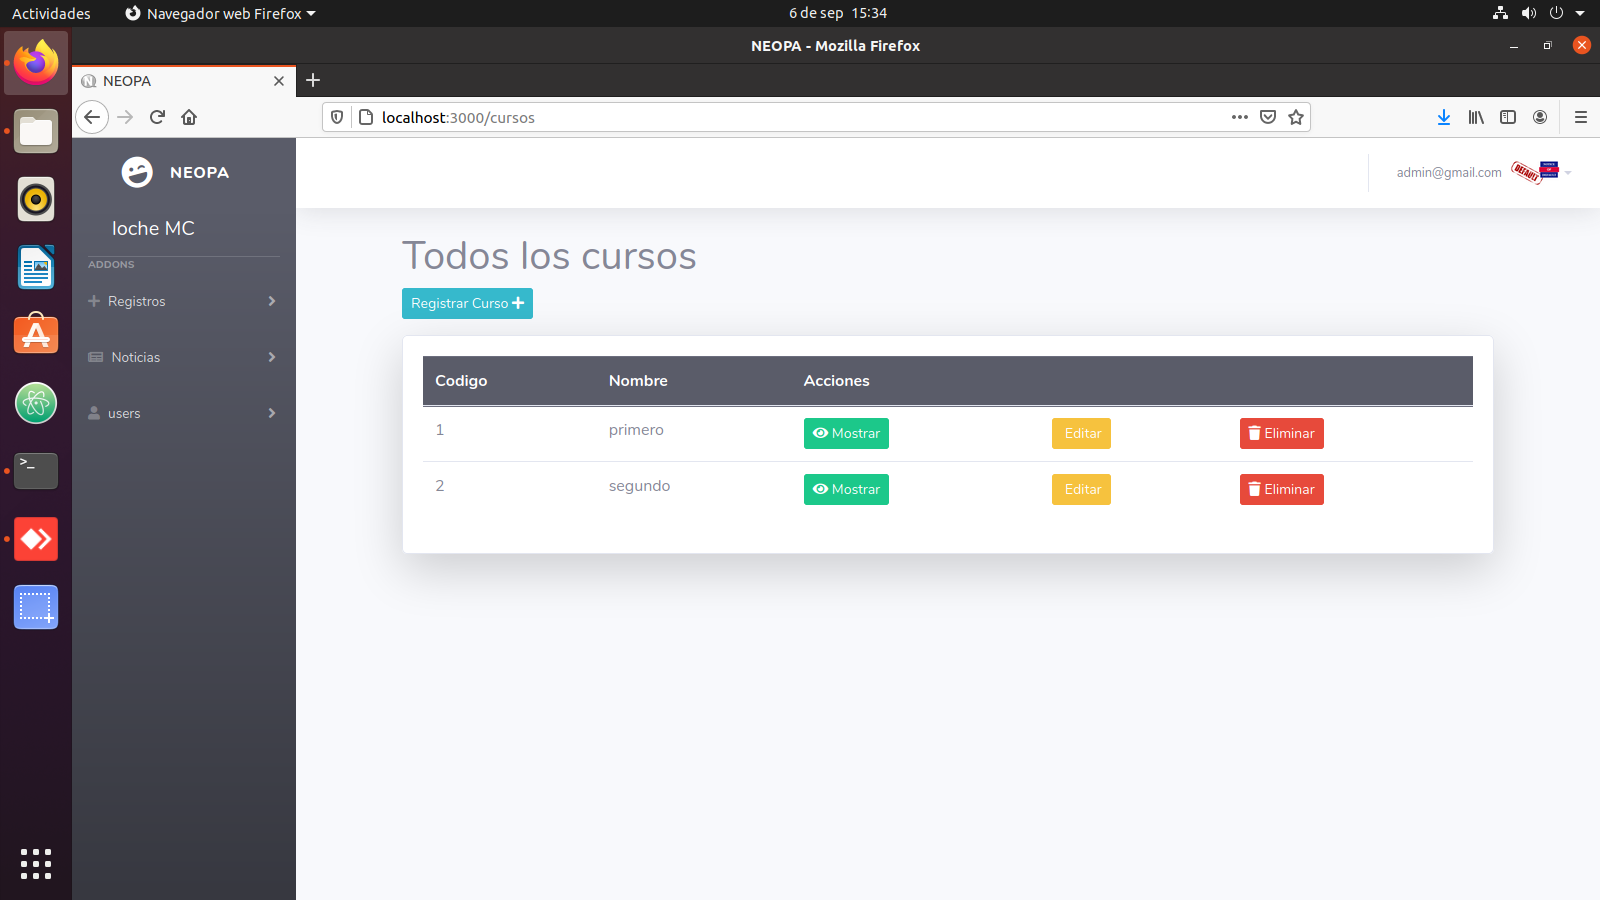 Actividades
Navegador web Firefox
6 de sep 15:34
NEOPA - Mozilla Firefox
NEOPA
localhost:3000/cursos
NEOPA
admin@gmail.com
DEFAULT
Ioche MC
ADDONS
Registros
Noticias
users
Todos los cursos
Registrar Curso
Codigo Nombre Acciones
1 primero Mostrar Editar Eliminar
2 segundo Mostrar Editar Eliminar